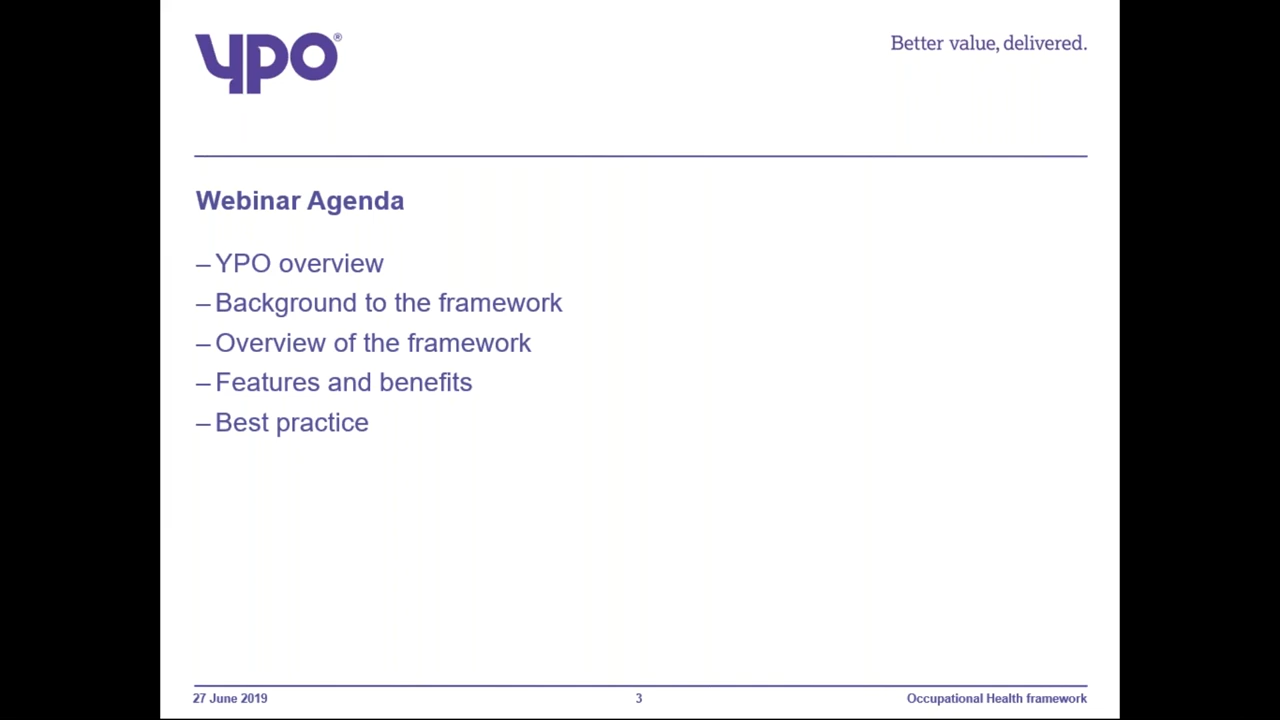 ypo®
Better value, delivered.
Webinar Agenda
– YPO overview
– Background to the framework
– Overview of the framework
– Features and benefits
– Best practice
27 June 2019
3
Occupational Health framework